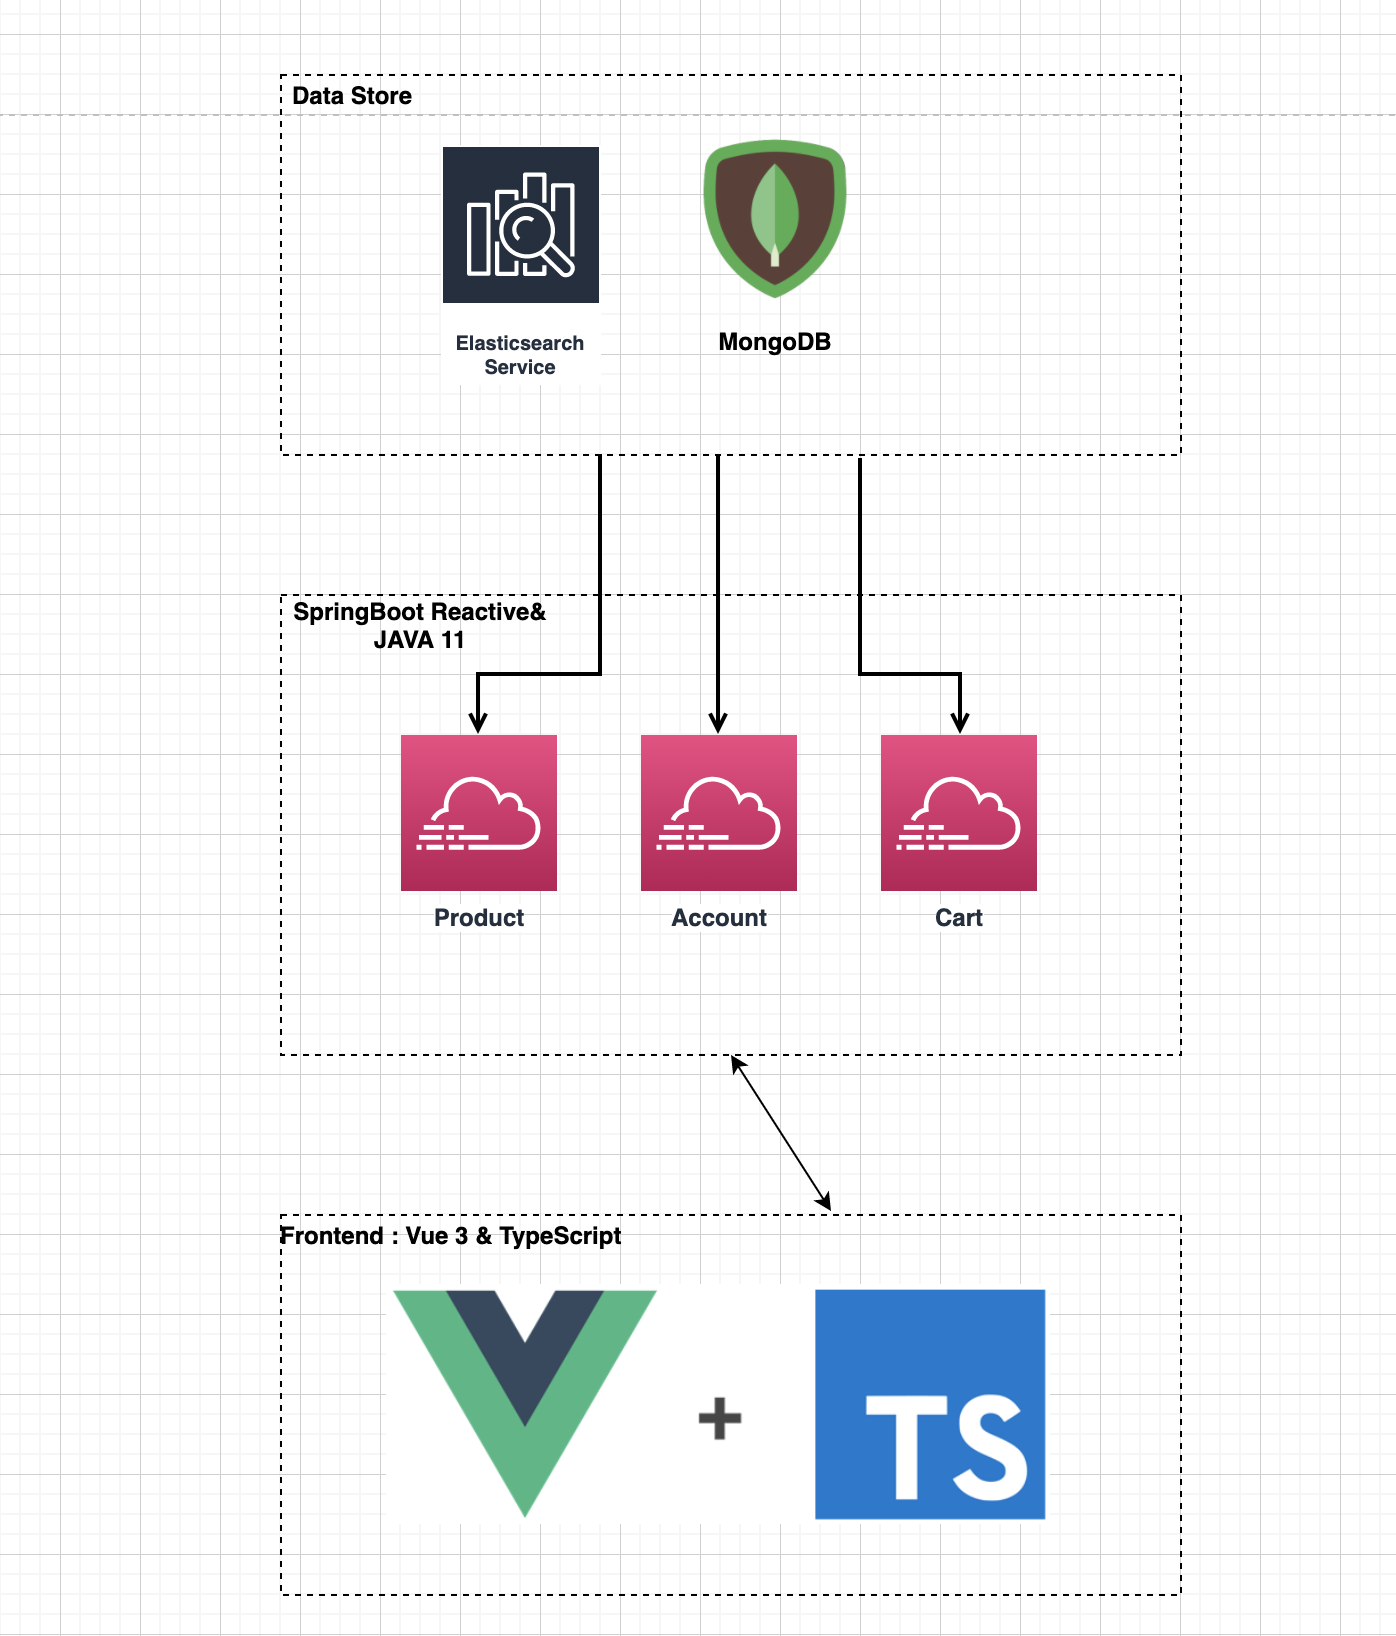 Data Store
Elasticsearch
Service
MongoDB
SpringBoot Reactive&
JAVA 11
Product
Account
Cart
Frontend : Vue 3 & TypeScript
+
TS